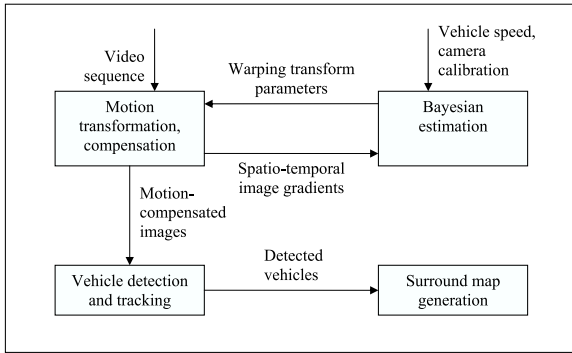 Video
sequence
Vehicle speed,
camera
calibration
Warping transform
parameters
Motion
transformation,
compensation
Bayesian
estimation
Spatio-temporal
image gradients
Motion-
compensated
images
Detected
vehicles
Vehicle detection
and tracking
Surround map
generation